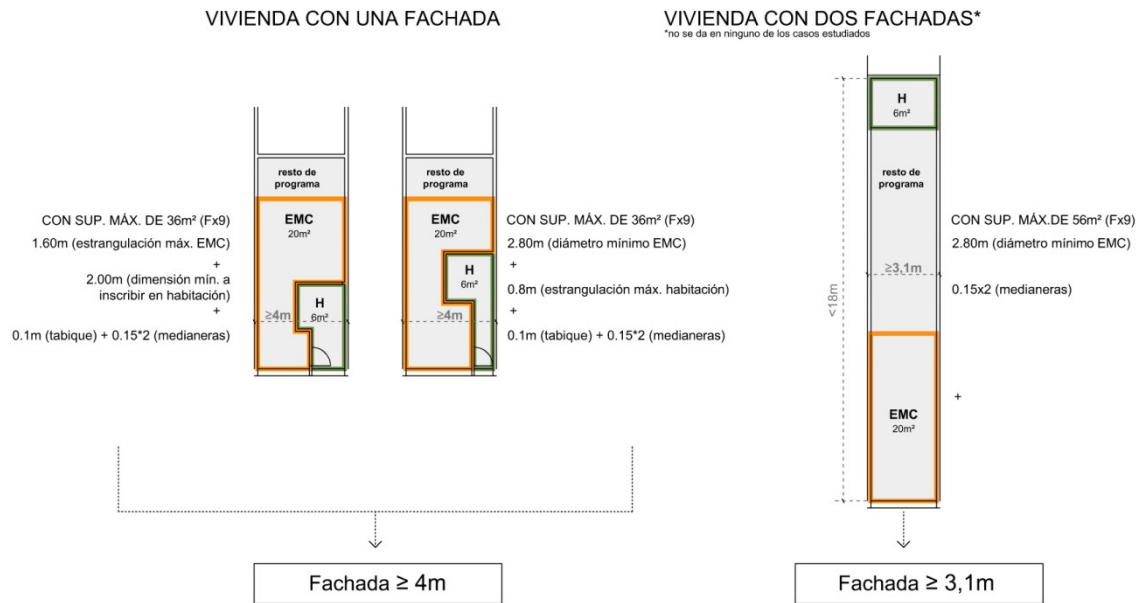 VIVIENDA CON UNA FACHADA
VIVIENDA CON DOS FACHADAS*
*no se da en ninguno de los casos estudiados
resto de
programa
EMC
20m²
CON SUP. MÁX. DE 36m² (Fx9)
1.60m (estrangulación máx. EMC)
+
2.00m (dimensión mín. a
inscribir en habitación)
+
0.1m (tabique) + 0.15*2 (medianeras)
H
6m²
≥4m
resto de
programa
EMC
20m²
H
6m²
≥4m
CON SUP. MÁX. DE 36m² (Fx9)
2.80m (diámetro mínimo EMC)
+
0.8m (estrangulación máx. habitación)
+
0.1m (tabique) + 0.15*2 (medianeras)
H
6m²
resto de
programa
≥3,1m
<18m
EMC
20m²
CON SUP. MÁX.DE 56m² (Fx9)
2.80m (diámetro mínimo EMC)
0.15x2 (medianeras)
+
Fachada ≥ 4m
Fachada ≥ 3,1m